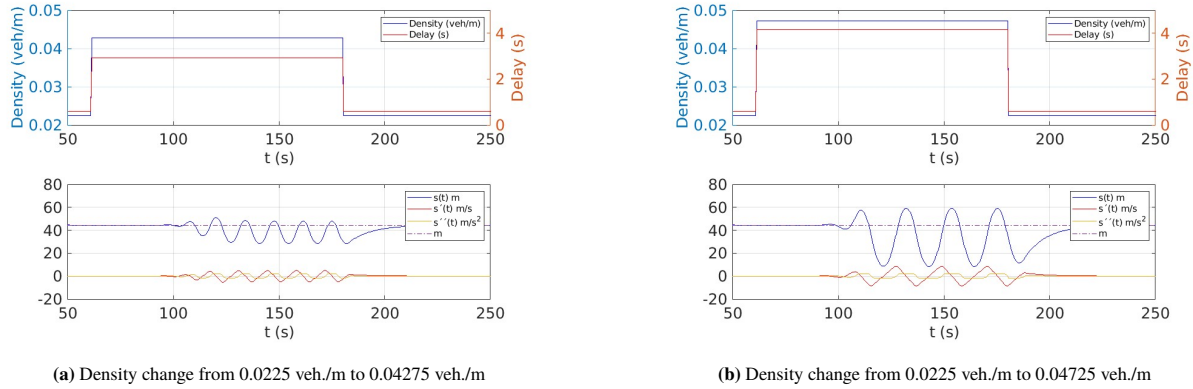 0.05
0.04
0.03
0.02
Density (veh/m)
Density (veh/m)
Delay (s)
4
2
0
Delay (s)
50 100 150 200 250
t (s)
80
60
40
20
0
-20
s(t) m
s´(t) m/s
s´´(t) m/s²
m
50 100 150 200 250
t (s)
(a) Density change from 0.0225 veh./m to 0.04275 veh./m
0.05
0.04
0.03
0.02
Density (veh/m)
Density (veh/m)
Delay (s)
4
2
0
Delay (s)
50 100 150 200 250
t (s)
80
60
40
20
0
-20
s(t) m
s´(t) m/s
s´´(t) m/s²
m
50 100 150 200 250
t (s)
(b) Density change from 0.0225 veh./m to 0.04725 veh./m